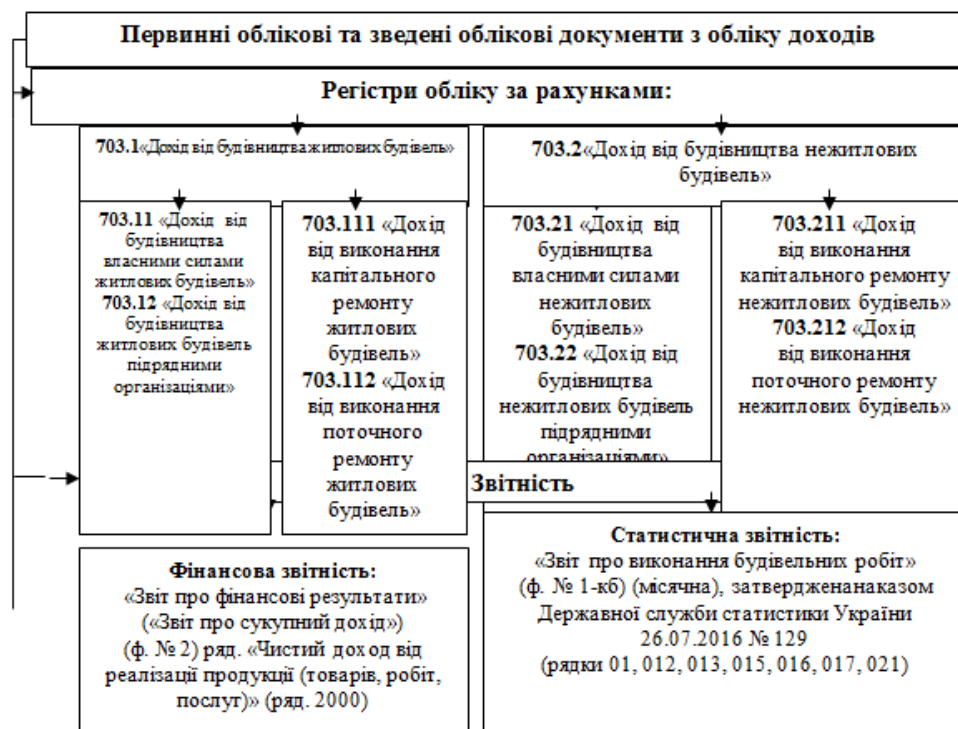 Первинні облікові та зведені облікові документи з обліку доходів
Регістри обліку за рахунками:
703.1«Дохід від будівництва житлових будівель»
703.2«Дохід від будівництва нежитлових
будівель»
703.11 «Дохід від
будівництва
власними силами
житлових будівель»
703.12 «Дохід від
будівництва
житлових будівель
підрядними
організаціями»
703.111 «Дохід
від виконання
капітального
ремонту
житлових
будівель»
703.112 «Дохід
від виконання
поточного
ремонту
житлових
будівель»
703.21 «Дохід від
будівництва
власними силами
нежитлових
будівель»
703.22 «Дохід від
будівництва
нежитлових будівель
підрядними
організаціями»
703.211 «Дохід
від виконання
капітального ремонту
нежитлових будівель»
703.212 «Дохід
від виконання
поточного ремонту
нежитлових будівель»
Звітність
Фінансова звітність:
«Звіт про фінансові результати»
(«Звіт про сукупний дохід»)
(ф. № 2) ряд. «Чистий доход від
реалізації продукції (товарів, робіт,
послуг)» (ряд. 2000)
Статистична звітність:
«Звіт про виконання будівельних робіт»
(ф. № 1-кб) (місячна), затвердженанаказом
Державної служби статистики України
26.07.2016 № 129
(рядки 01, 012, 013, 015, 016, 017, 021)